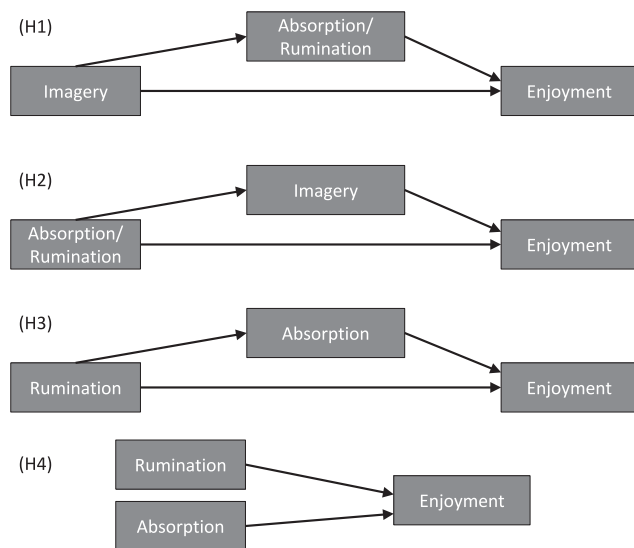 (H1)
Absorption/
Rumination
Imagery
Enjoyment
(H2)
Imagery
Absorption/
Rumination
Enjoyment
(H3)
Absorption
Rumination
Enjoyment
(H4)
Rumination
Enjoyment
Absorption